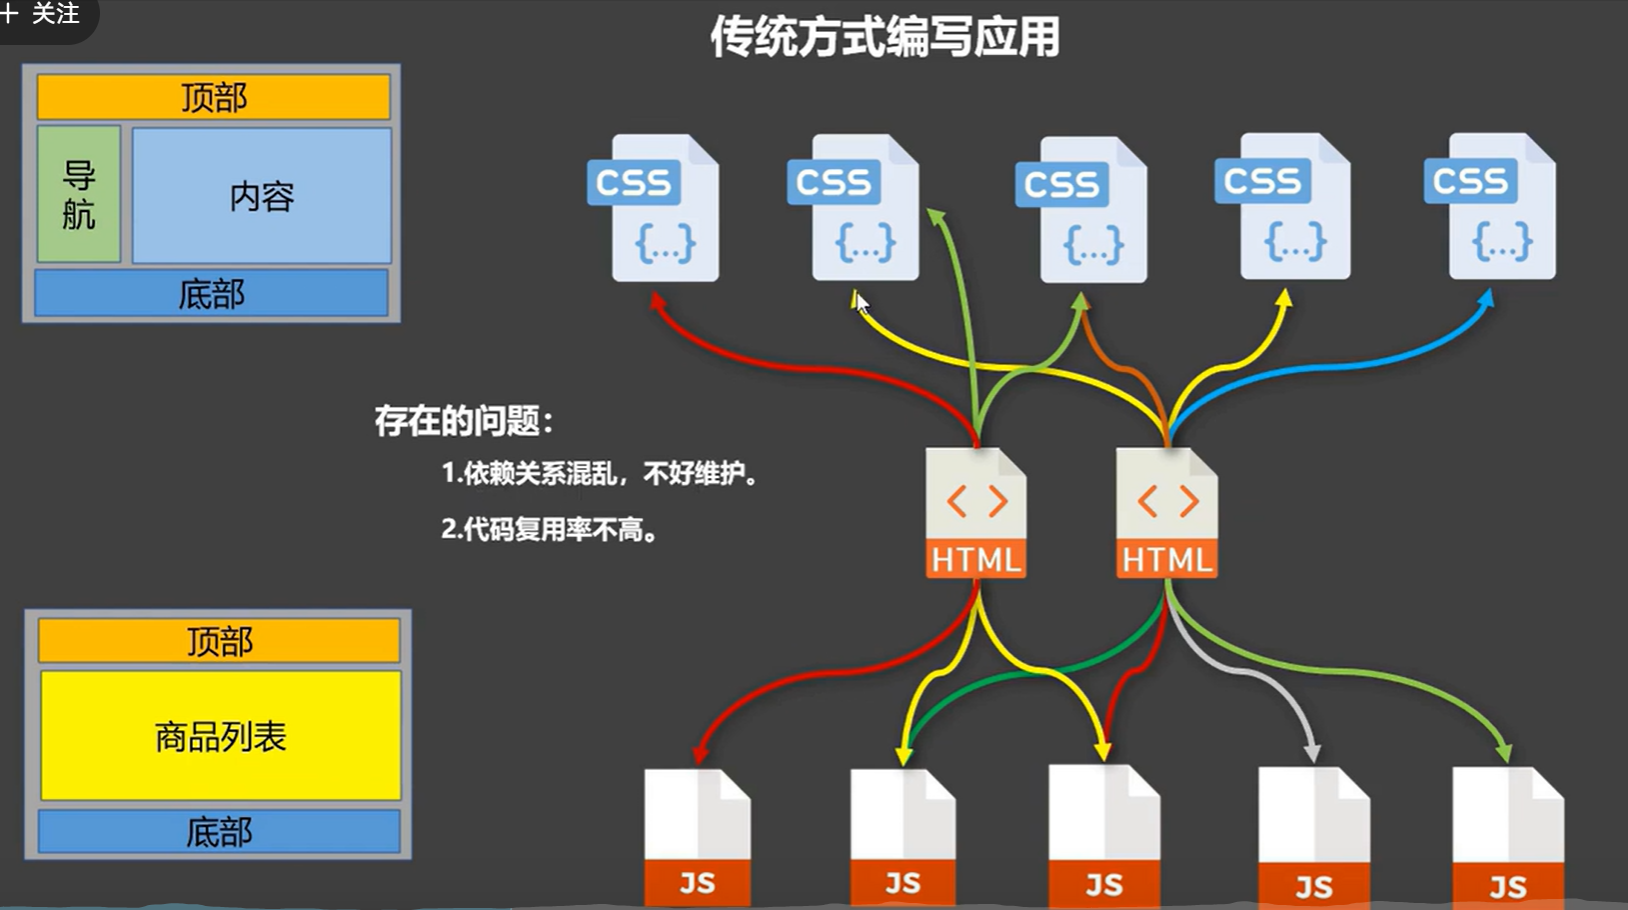 + 关注
传统方式编写应用
顶部
导航
内容
底部
CSS
{...}
CSS
{...}
CSS
{...}
CSS
{...}
CSS
{...}
存在的问题：
1.依赖关系混乱，不好维护。
2.代码复用率不高。
< >
HTML
< >
HTML
顶部
商品列表
底部
JS
JS
JS
JS
JS